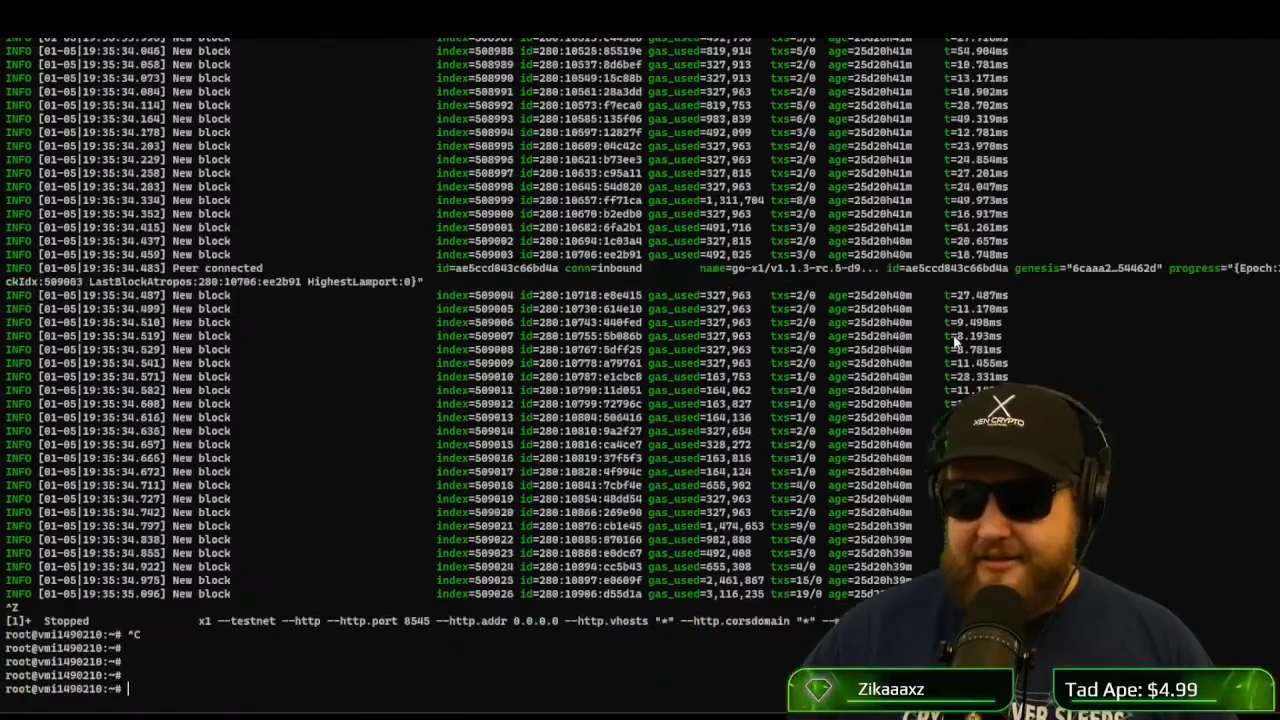 INFO [01-05|19:35:34.046] New block index=508988 id=280:10525:85519e gas_used=819,914 txs=5/0 age=25d20h41m t=54.904ms
INFO [01-05|19:35:34.058] New block index=508989 id=280:10537:8d6bef gas_used=327,913 txs=2/0 age=25d20h41m t=10.781ms
INFO [01-05|19:35:34.073] New block index=508990 id=280:10549:15c88b gas_used=327,963 txs=2/0 age=25d20h41m t=13.171ms
INFO [01-05|19:35:34.084] New block index=508991 id=280:10561:28a3dd gas_used=327,963 txs=2/0 age=25d20h41m t=10.902ms
INFO [01-05|19:35:34.114] New block index=508992 id=280:10573:f7eca0 gas_used=819,753 txs=5/0 age=25d20h41m t=28.702ms
INFO [01-05|19:35:34.164] New block index=508993 id=280:10585:135f06 gas_used=983,839 txs=6/0 age=25d20h41m t=49.319ms
INFO [01-05|19:35:34.178] New block index=508994 id=280:10597:12827f gas_used=492,099 txs=3/0 age=25d20h41m t=12.781ms
INFO [01-05|19:35:34.203] New block index=508995 id=280:10609:04c42c gas_used=327,963 txs=2/0 age=25d20h41m t=23.970ms
INFO [01-05|19:35:34.229] New block index=508996 id=280:10621:b73ee3 gas_used=327,963 txs=2/0 age=25d20h41m t=24.854ms
INFO [01-05|19:35:34.258] New block index=508997 id=280:10633:c95a11 gas_used=327,815 txs=2/0 age=25d20h41m t=27.201ms
INFO [01-05|19:35:34.283] New block index=508998 id=280:10645:54d820 gas_used=327,963 txs=2/0 age=25d20h41m t=24.047ms
INFO [01-05|19:35:34.334] New block index=508999 id=280:10657:ff71ca gas_used=1,311,704 txs=8/0 age=25d20h41m t=49.973ms
INFO [01-05|19:35:34.352] New block index=509000 id=280:10670:b2edb0 gas_used=327,963 txs=2/0 age=25d20h41m t=16.917ms
INFO [01-05|19:35:34.415] New block index=509001 id=280:10682:6fa2b1 gas_used=491,716 txs=3/0 age=25d20h41m t=61.261ms
INFO [01-05|19:35:34.437] New block index=509002 id=280:10694:1c03a4 gas_used=327,815 txs=2/0 age=25d20h41m t=20.657ms
INFO [01-05|19:35:34.459] New block index=509003 id=280:10706:ee2b91 gas_used=327,963 txs=2/0 age=25d20h41m t=18.748ms
INFO [01-05|19:35:34.483] Peer connected id=ae5ccd843c66bd4a conn=inbound name=go-x1/v1.1.3-rc.5-d9... id=ae5ccd843c66bd4a genesis="6caaa2…54462d" progress="{Epoch:
ckIdx:509003 LastBlockAtropos:280:10706:ee2b91 HighestLamport:0}"
INFO [01-05|19:35:34.487] New block index=509004 id=280:10718:e8e415 gas_used=327,963 txs=2/0 age=25d20h40m t=27.487ms
INFO [01-05|19:35:34.499] New block index=509005 id=280:10730:614e10 gas_used=327,963 txs=2/0 age=25d20h40m t=11.170ms
INFO [01-05|19:35:34.510] New block index=509006 id=280:10743:440fed gas_used=327,963 txs=2/0 age=25d20h40m t=9.498ms
INFO [01-05|19:35:34.519] New block index=509007 id=280:10755:5b086b gas_used=327,963 txs=2/0 age=25d20h40m t=8.193ms
INFO [01-05|19:35:34.529] New block index=509008 id=280:10767:5dff25 gas_used=327,963 txs=2/0 age=25d20h40m t=8.781ms
INFO [01-05|19:35:34.541] New block index=509009 id=280:10778:a79761 gas_used=327,963 txs=2/0 age=25d20h40m t=11.455ms
INFO [01-05|19:35:34.571] New block index=509010 id=280:10787:e1cbc8 gas_used=163,753 txs=1/0 age=25d20h40m t=28.331ms
INFO [01-05|19:35:34.582] New block index=509011 id=280:10790:11d051 gas_used=164,062 txs=1/0 age=25d20h40m
INFO [01-05|19:35:34.608] New block index=509012 id=280:10799:72796c gas_used=163,827 txs=1/0 age=25d20h40m
INFO [01-05|19:35:34.616] New block index=509013 id=280:10804:506416 gas_used=164,136 txs=1/0 age=25d20h40m
INFO [01-05|19:35:34.636] New block index=509014 id=280:10810:9a2f27 gas_used=327,654 txs=2/0 age=25d20h40m
INFO [01-05|19:35:34.657] New block index=509015 id=280:10816:ca4ce7 gas_used=328,272 txs=2/0 age=25d20h40m
INFO [01-05|19:35:34.665] New block index=509016 id=280:10819:37f5f3 gas_used=163,815 txs=1/0 age=25d20h40m
INFO [01-05|19:35:34.672] New block index=509017 id=280:10828:4f994c gas_used=164,124 txs=1/0 age=25d20h40m
INFO [01-05|19:35:34.711] New block index=509018 id=280:10841:7cbf4e gas_used=655,902 txs=4/0 age=25d20h40m
INFO [01-05|19:35:34.727] New block index=509019 id=280:10854:48dd54 gas_used=327,963 txs=2/0 age=25d20h39m
INFO [01-05|19:35:34.742] New block index=509020 id=280:10866:269e90 gas_used=327,963 txs=2/0 age=25d20h39m
INFO [01-05|19:35:34.797] New block index=509021 id=280:10876:cb1e45 gas_used=1,474,653 txs=9/0 age=25d20h39m
INFO [01-05|19:35:34.838] New block index=509022 id=280:10885:870166 gas_used=982,888 txs=6/0 age=25d20h39m
INFO [01-05|19:35:34.855] New block index=509023 id=280:10888:e0dc67 gas_used=492,408 txs=3/0 age=25d20h39m
INFO [01-05|19:35:34.922] New block index=509024 id=280:10894:cc5b43 gas_used=655,308 txs=4/0 age=25d20h39m
INFO [01-05|19:35:34.975] New block index=509025 id=280:10897:e0609f gas_used=2,461,867 txs=15/0 age=25d20h39m
INFO [01-05|19:35:35.096] New block index=509026 id=280:10906:d55d1a gas_used=3,116,235 txs=19/0
^Z
[1]+ Stopped x1 --testnet --http --http.port 8545 --http.addr 0.0.0.0 --http.vhosts "*" --http.corsdomain "*"
root@vmi1490210:~# ^C
root@vmi1490210:~#
root@vmi1490210:~#
root@vmi1490210:~#
root@vmi1490210:~#
X
XEN CRYPTO
Zikaaaxz
Tad Ape: $4.99